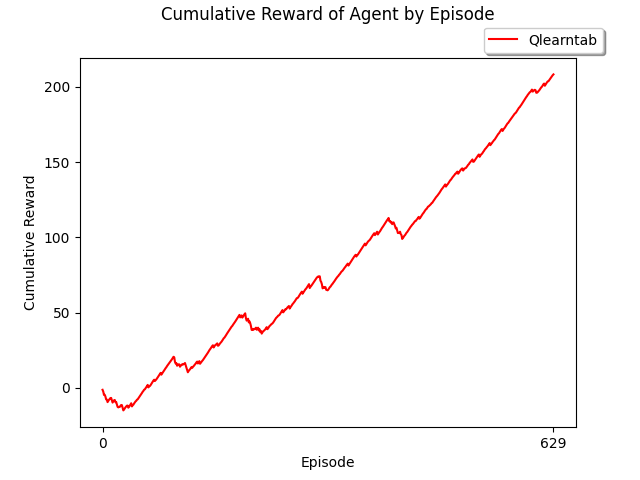 Cumulative Reward of Agent by Episode
Qlearntab
200
150
100
50
0
Cumulative Reward
0 629
Episode